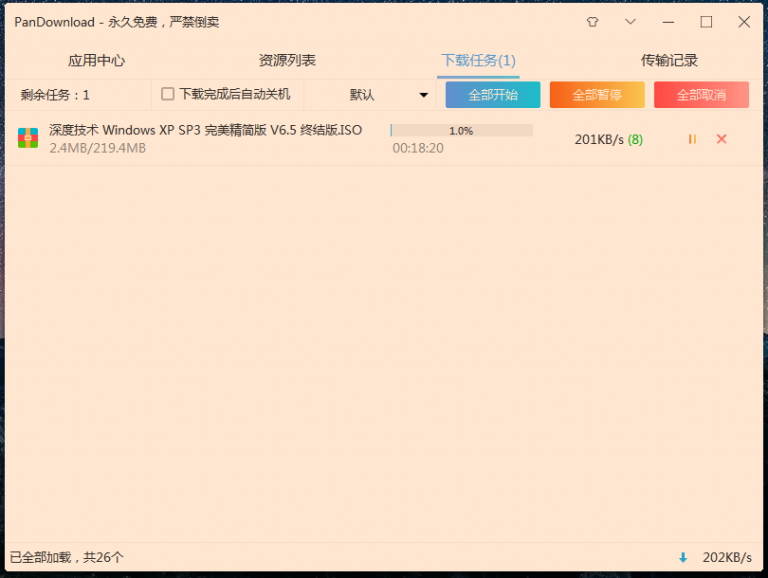 PanDownload - 永久免费，严禁倒卖
应用中心 资源列表 下载任务(1) 传输记录
剩余任务：1 下载完成后自动关机 默认 全部开始 全部暂停 全部取消
深度技术 Windows XP SP3 完美精简版 V6.5 终结版.ISO 1.0% 201KB/s (8)
2.4MB/219.4MB 00:18:20
已全部加载，共26个 202KB/s